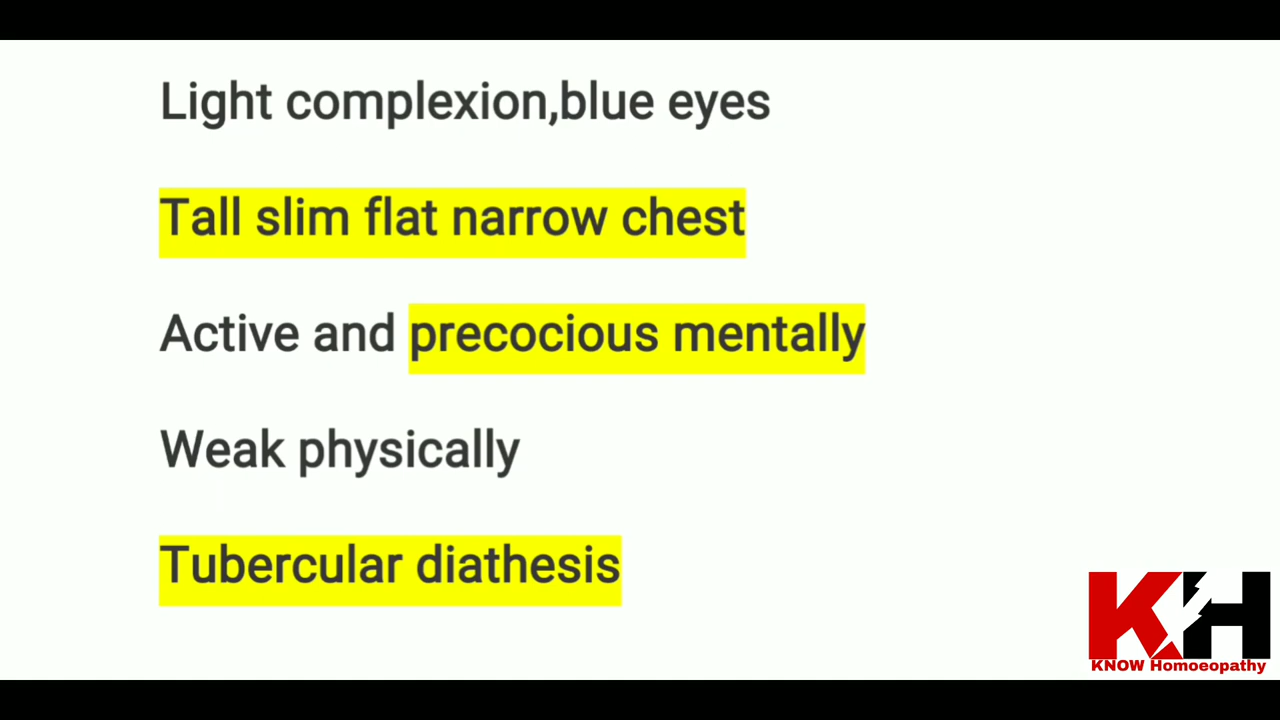 Light complexion,blue eyes
Tall slim flat narrow chest
Active and precocious mentally
Weak physically
Tubercular diathesis
KH
KNOW Homoeopathy